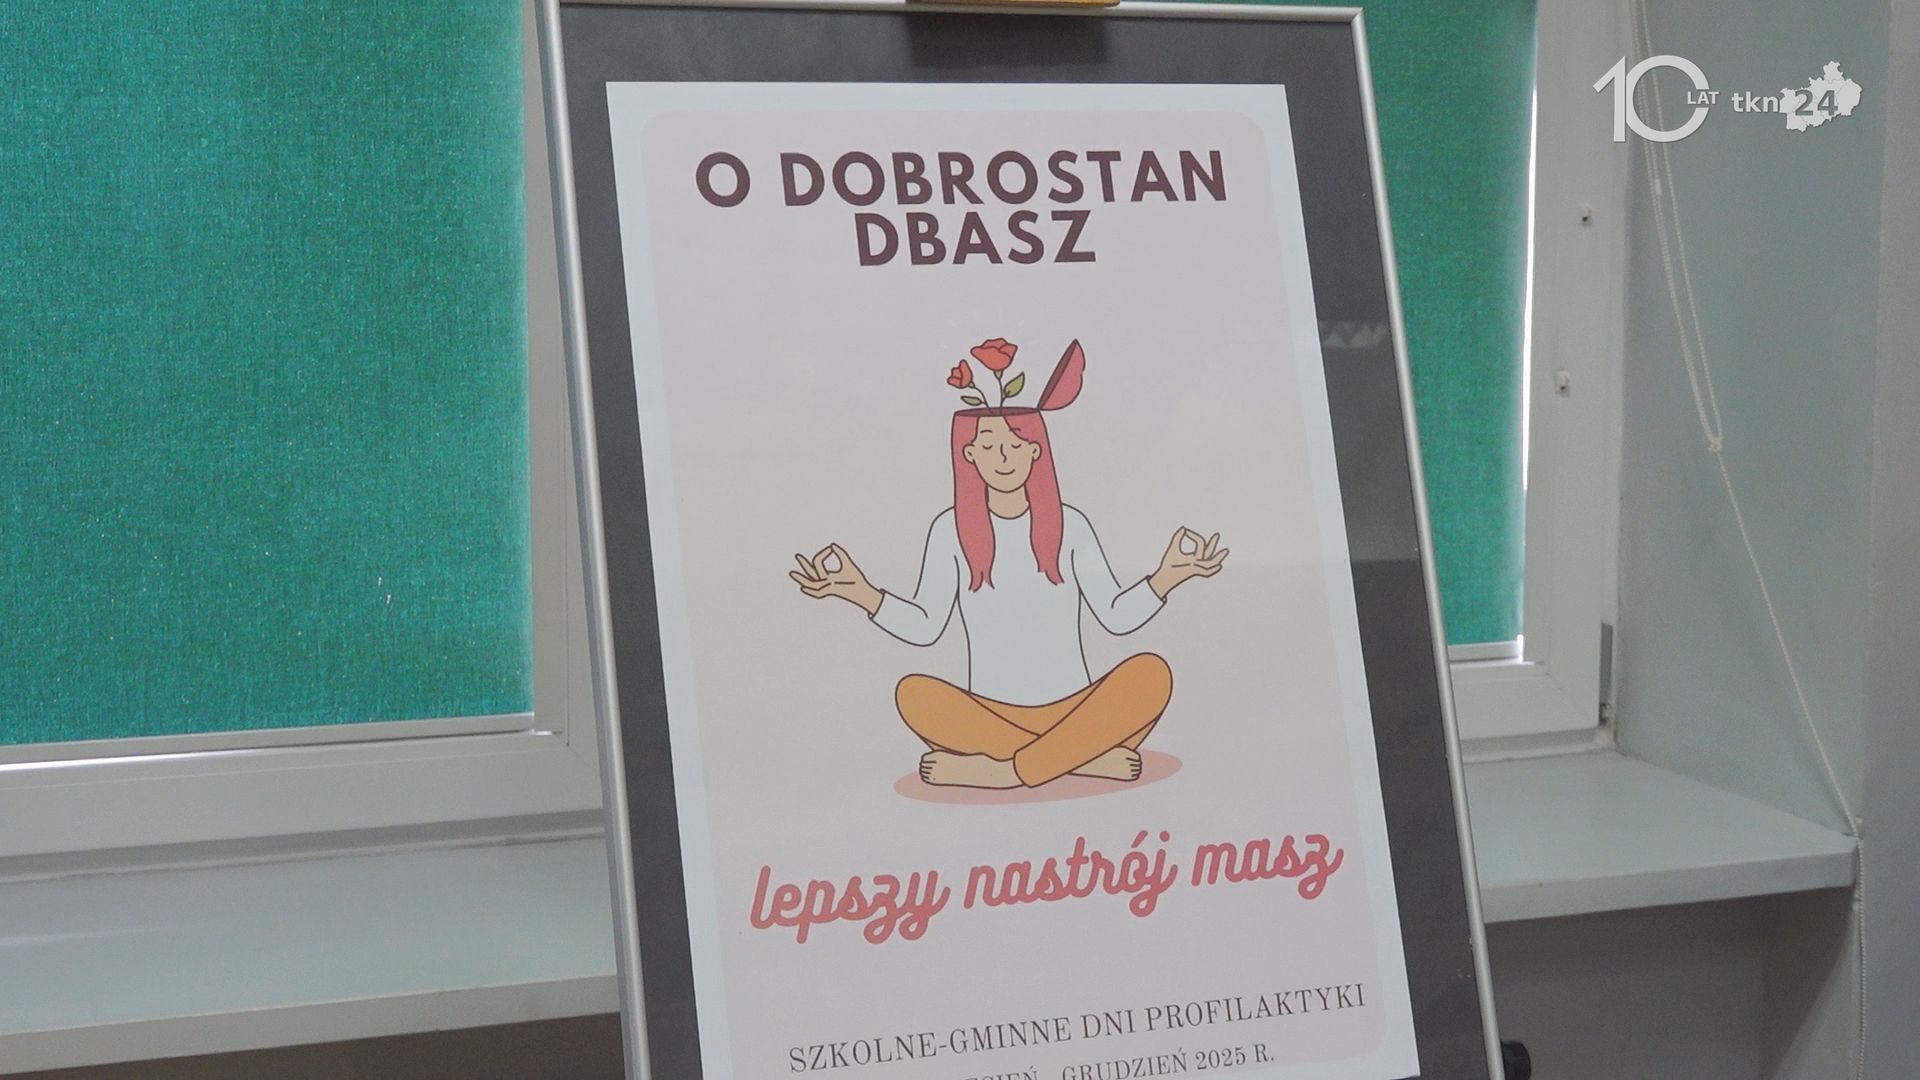 10 LAT tkn24
O DOBROSTAN
DBASZ
lepszy nastrój masz
SZKOLNE-GMINNE DNI PROFILAKTYKI
GRUDZIEŃ 2025 R.